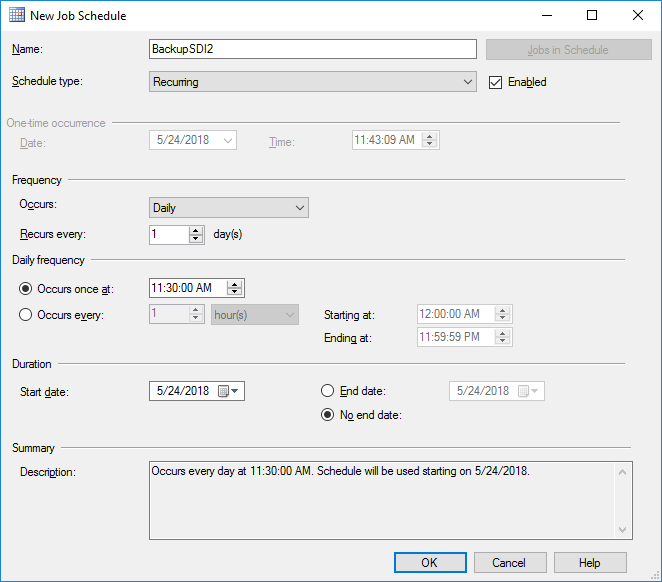 New Job Schedule
Name: BackupSDI2 Jobs in Schedule
Schedule type: Recurring Enabled
One-time occurrence
Date: 5/24/2018 Time: 11:43:09 AM
Frequency
Occurs: Daily
Recurs every: 1 day(s)
Daily frequency
Occurs once at: 11:30:00 AM
Occurs every: 1 hour(s) Starting at: 12:00:00 AM
Ending at: 11:59:59 PM
Duration
Start date: 5/24/2018 End date: 5/24/2018
No end date:
Summary
Description: Occurs every day at 11:30:00 AM. Schedule will be used starting on 5/24/2018.
OK Cancel Help